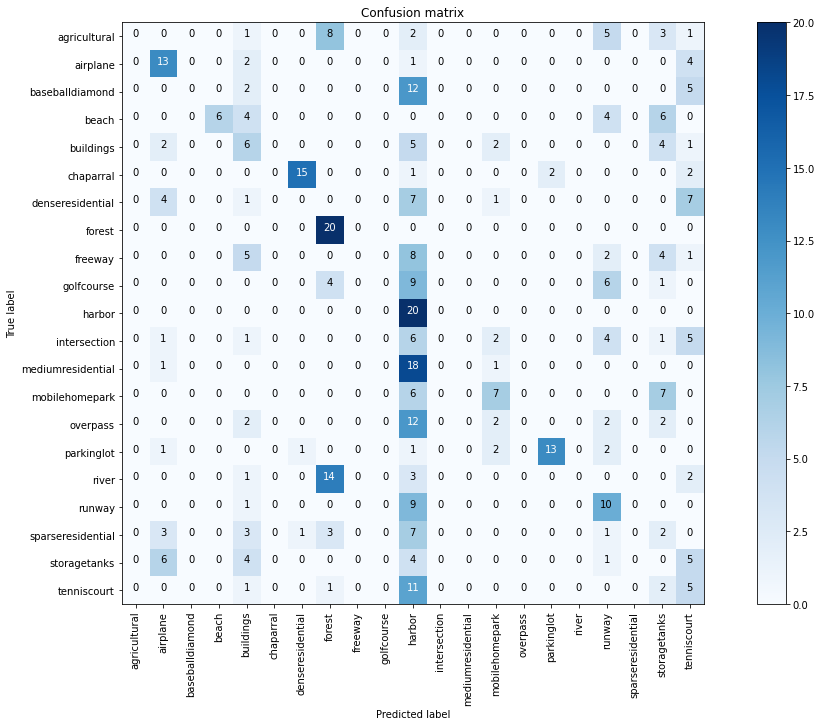 Confusion matrix
agricultural 0 0 0 0 1 0 0 8 0 0 2 0 0 0 0 0 0 5 0 3 1
airplane 0 13 0 0 2 0 0 0 0 0 1 0 0 0 0 0 0 0 0 0 4
baseballdiamond 0 0 0 0 2 0 0 0 0 0 12 0 0 0 0 0 0 0 0 0 5
beach 0 0 0 6 4 0 0 0 0 0 0 0 0 0 0 0 0 4 0 6 0
buildings 0 2 0 0 6 0 0 0 0 0 5 0 0 2 0 0 0 0 0 4 1
chaparral 0 0 0 0 0 0 15 0 0 0 1 0 0 0 0 2 0 0 0 0 2
denseresidential 0 4 0 0 1 0 0 0 0 0 7 0 0 1 0 0 0 0 0 0 7
forest 0 0 0 0 0 0 0 20 0 0 0 0 0 0 0 0 0 0 0 0 0
freeway 0 0 0 0 5 0 0 0 0 0 8 0 0 0 0 0 0 2 0 4 1
golfcourse 0 0 0 0 0 0 0 4 0 0 9 0 0 0 0 0 0 6 0 1 0
harbor 0 0 0 0 0 0 0 0 0 0 20 0 0 0 0 0 0 0 0 0 0
intersection 0 1 0 0 1 0 0 0 0 0 6 0 0 2 0 0 0 4 0 1 5
mediumresidential 0 1 0 0 0 0 0 0 0 0 18 0 0 1 0 0 0 0 0 0 0
mobilehomepark 0 0 0 0 0 0 0 0 0 0 6 0 0 7 0 0 0 0 0 7 0
overpass 0 0 0 0 2 0 0 0 0 0 12 0 0 2 0 0 0 2 0 2 0
parkinglot 0 1 0 0 0 0 1 0 0 0 1 0 0 2 0 13 0 2 0 0 0
river 0 0 0 0 1 0 0 14 0 0 3 0 0 0 0 0 0 0 0 0 2
runway 0 0 0 0 1 0 0 0 0 0 9 0 0 0 0 0 0 10 0 0 0
sparseresidential 0 3 0 0 3 0 1 3 0 0 7 0 0 0 0 0 0 1 0 2 0
storagetanks 0 6 0 0 4 0 0 0 0 0 4 0 0 0 0 0 0 1 0 0 5
tenniscourt 0 0 0 0 1 0 0 1 0 0 11 0 0 0 0 0 0 0 0 2 5
True label
agricultural
airplane
baseballdiamond
beach
buildings
chaparral
denseresidential
forest
freeway
golfcourse
harbor
intersection
mediumresidential
mobilehomepark
overpass
parkinglot
river
runway
sparseresidential
storagetanks
tenniscourt
Predicted label
20.0
17.5
15.0
12.5
10.0
7.5
5.0
2.5
0.0